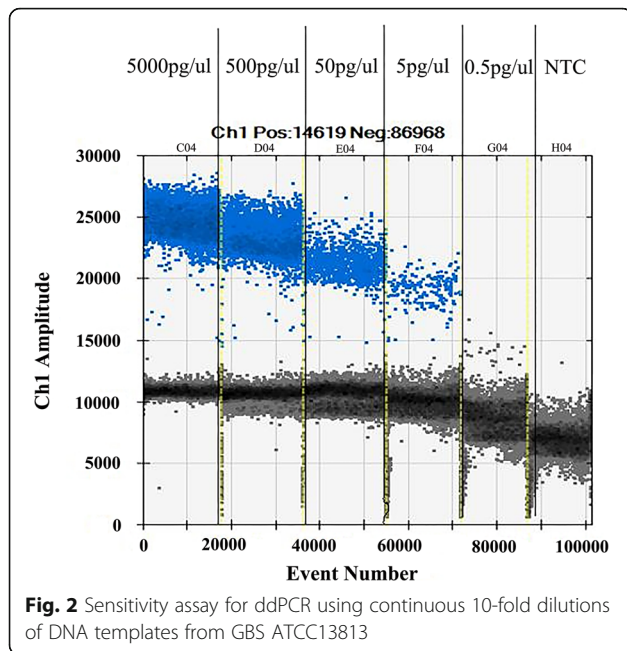 5000pg/ul 500pg/ul 50pg/ul 5pg/ul 0.5pg/ul NTC
Ch1 Pos:14619 Neg:86968
C04 D04 E04 F04 G04 H04
30000
25000
20000
15000
10000
5000
0
Ch1 Amplitude
0 20000 40000 60000 80000 100000
Event Number
Fig. 2 Sensitivity assay for ddPCR using continuous 10-fold dilutions
of DNA templates from GBS ATCC13813